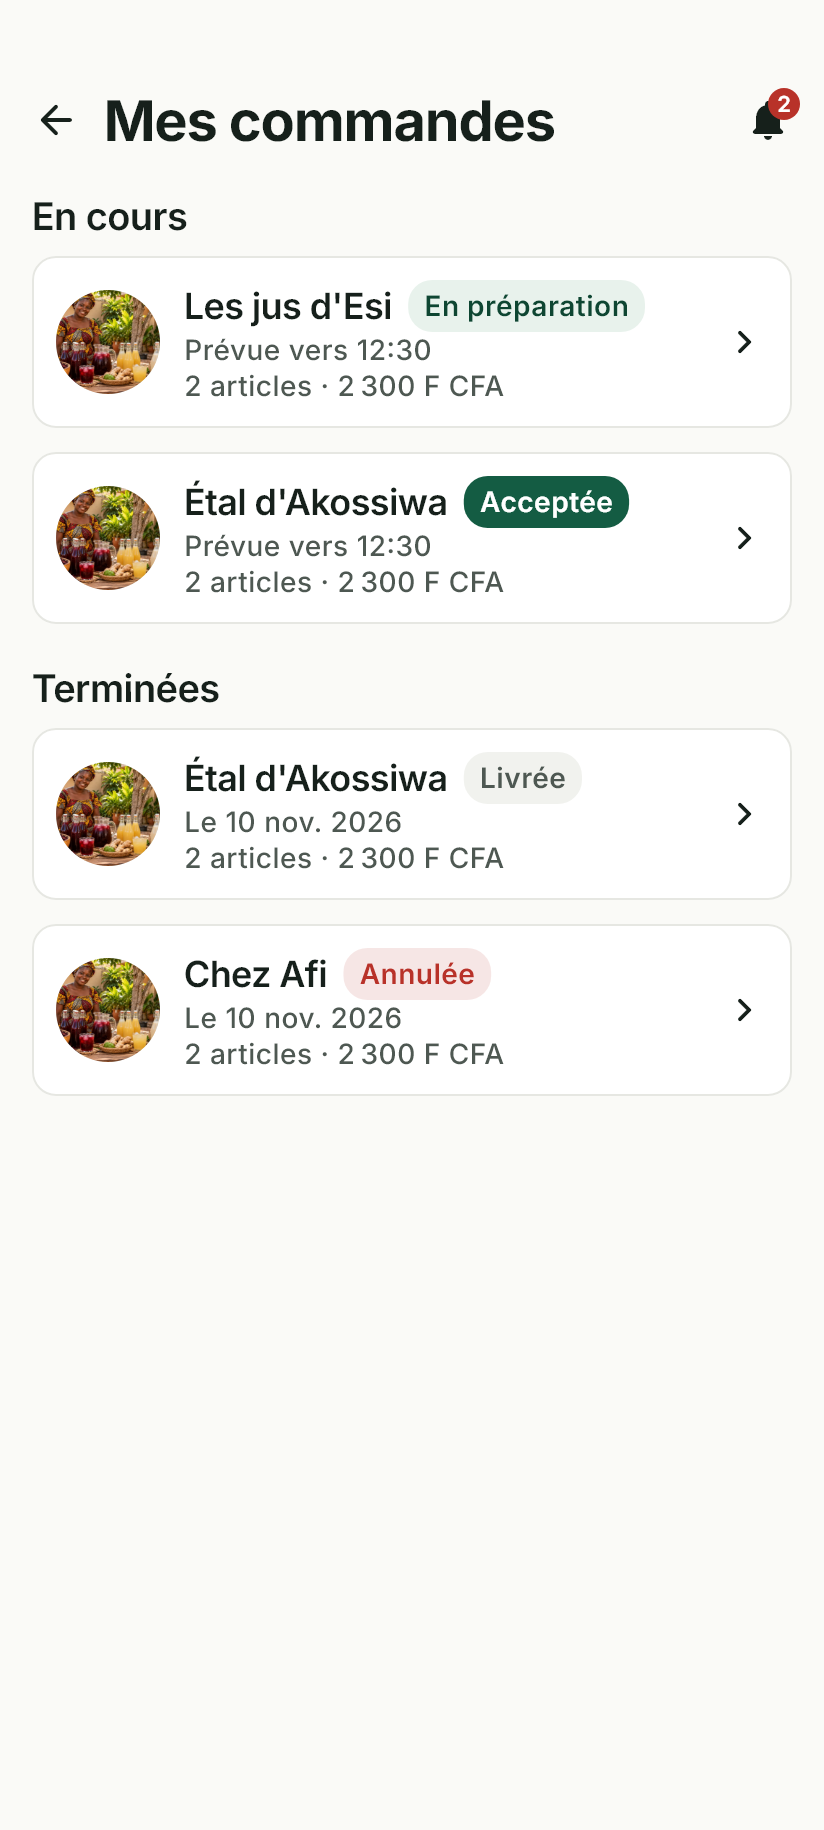 Mes commandes
2
En cours
Les jus d'Esi En préparation
Prévue vers 12:30
2 articles · 2 300 F CFA
Étal d'Akossiwa Acceptée
Prévue vers 12:30
2 articles · 2 300 F CFA
Terminées
Étal d'Akossiwa Livrée
Le 10 nov. 2026
2 articles · 2 300 F CFA
Chez Afi Annulée
Le 10 nov. 2026
2 articles · 2 300 F CFA